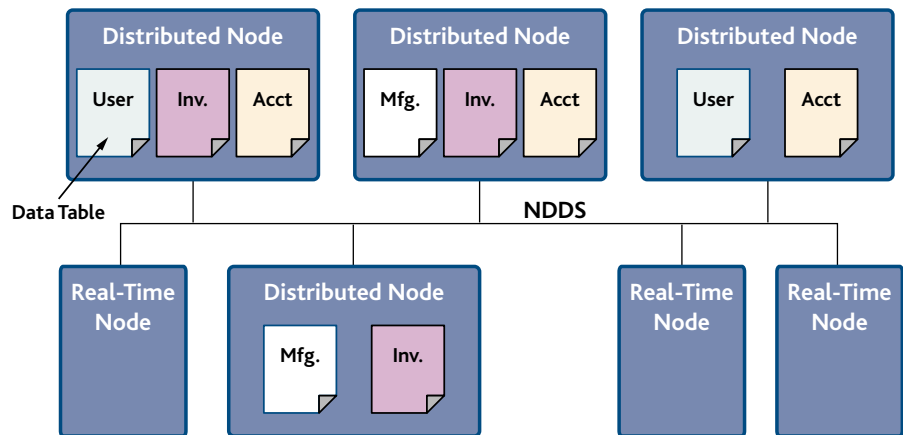 Distributed Node
Distributed Node
Distributed Node
User
Inv.
Acct
Mfg.
Inv.
Acct
User
Acct
Data Table
NDDS
Real-Time
Node
Distributed Node
Real-Time
Node
Real-Time
Node
Mfg.
Inv.